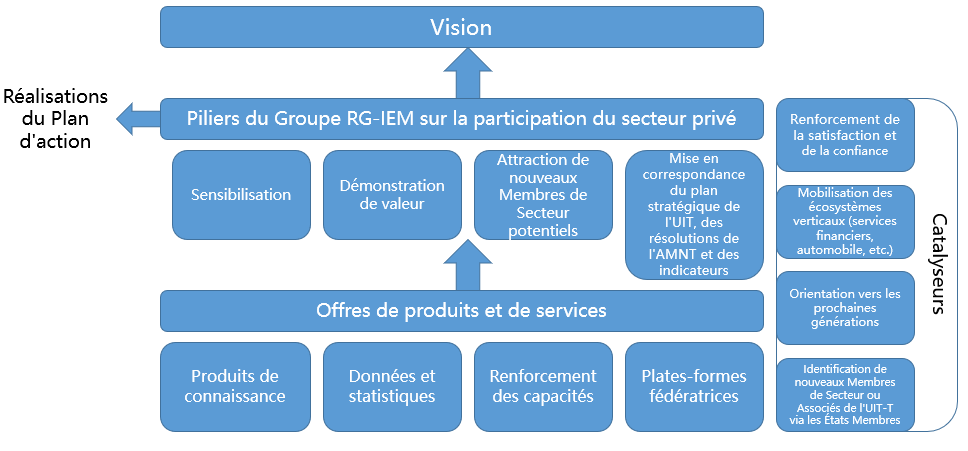 Vision
Réalisations
du Plan
d'action
Piliers du Groupe RG-IEM sur la participation du secteur privé
Sensibilisation
Démonstration
de valeur
Attraction de
nouveaux
Membres de
Secteur
potentiels
Mise en
correspondance
du plan
stratégique de
l'UIT, des
résolutions de
l'AMNT et des
indicateurs
Offres de produits et de services
Produits de
connaissance
Données et
statistiques
Renforcement
des capacités
Plates-formes
fédératrices
Renforcement de
la satisfaction et
de la confiance
Mobilisation des
écosystèmes
verticaux (services
financiers,
automobile, etc.)
Orientation vers les
prochaines
générations
Identification de
nouveaux Membres
de Secteur ou
Associés de l'UIT-T
via les États Membres
Catalyseurs